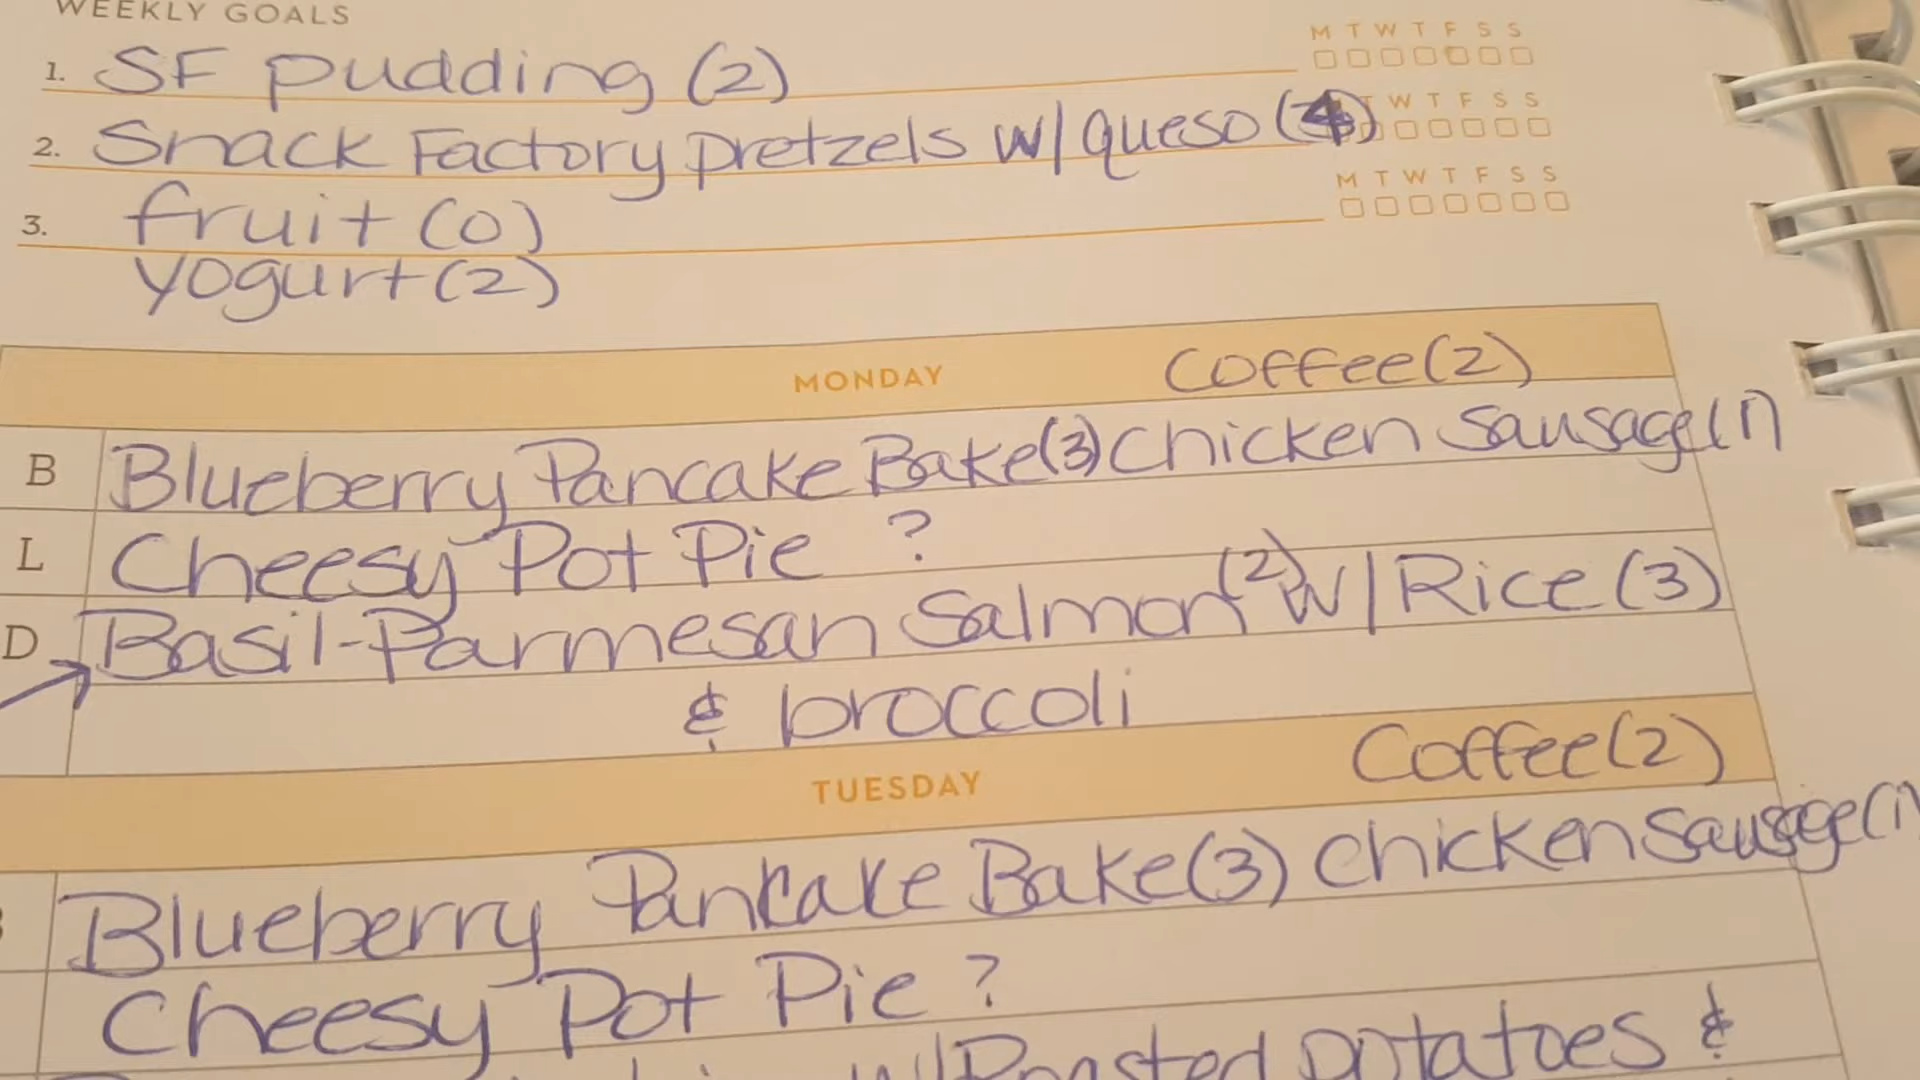 WEEKLY GOALS
M T W T F S S
1. SF pudding (2)
2. Snack Factory pretzels w/ queso (4) T W T F S S
M T W T F S S
3. fruit (0)
yogurt (2)
MONDAY Coffee (2)
B Blueberry Pancake Bake (3) chicken sausage (1)
L Cheesy Pot Pie ?
D Basil-Parmesan Salmon (2) w/ Rice (3)
& broccoli
TUESDAY Coffee (2)
Blueberry Pancake Bake (3) chicken sausage (1)
Cheesy Pot Pie ?
w/ Roasted potatoes &